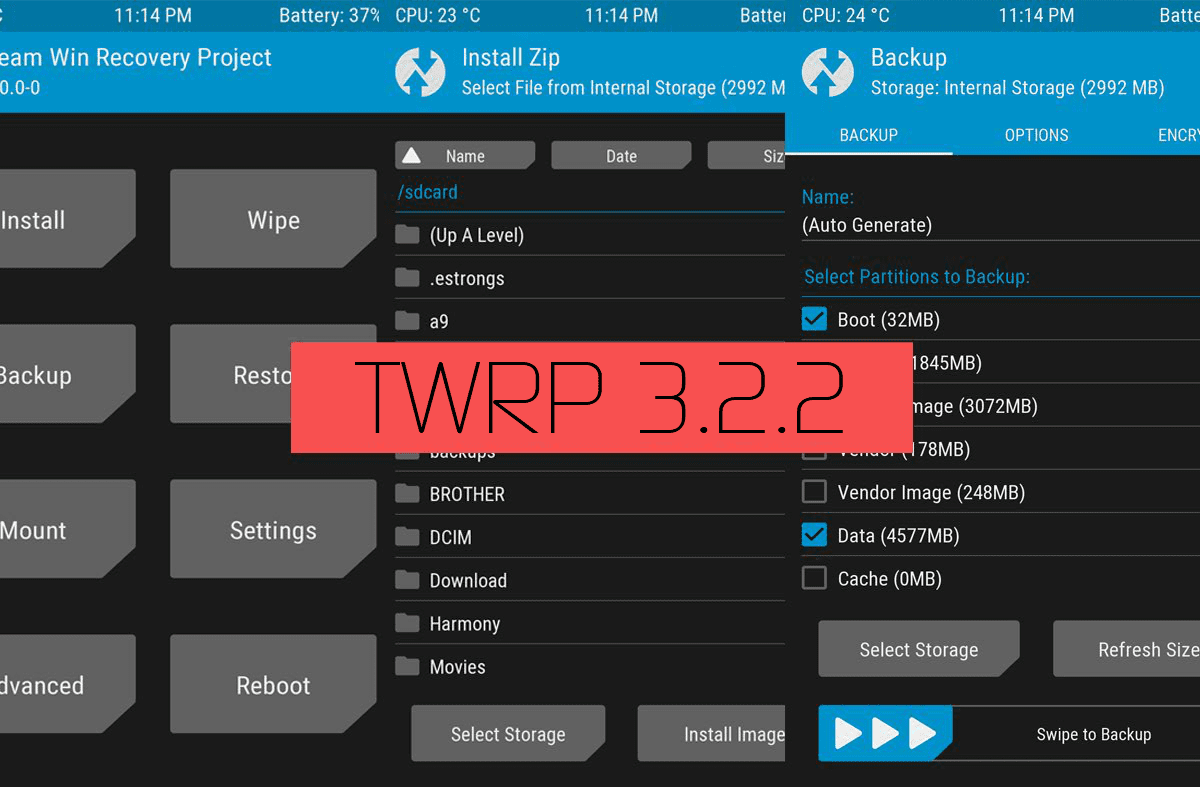 11:14 PM Battery: 37%
eam Win Recovery Project
0.0-0
Install
Wipe
Backup
Resto
Mount
Settings
dvanced
Reboot
CPU: 23 °C 11:14 PM Batter
Install Zip
Select File from Internal Storage (2992 M
Name Date Siz
/sdcard
(Up A Level)
.estrongs
a9
backups
BROTHER
DCIM
Download
Harmony
Movies
Select Storage
Install Image
TWRP 3.2.2
CPU: 24 °C 11:14 PM Batte
Backup
Storage: Internal Storage (2992 MB)
BACKUP OPTIONS ENCRY
Name:
(Auto Generate)
Select Partitions to Backup:
Boot (32MB)
1845MB)
mage (3072MB)
Vendor (178MB)
Vendor Image (248MB)
Data (4577MB)
Cache (0MB)
Select Storage
Refresh Size
Swipe to Backup